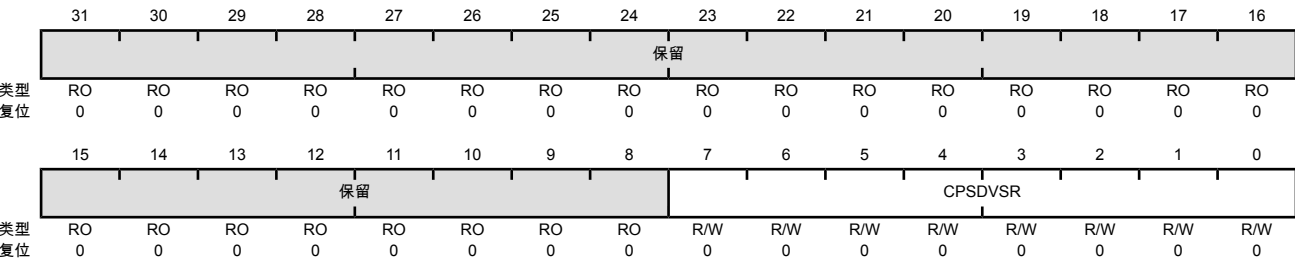 31 30 29 28 27 26 25 24 23 22 21 20 19 18 17 16
保留
类型 RO RO RO RO RO RO RO RO RO RO RO RO RO RO RO RO
复位 0 0 0 0 0 0 0 0 0 0 0 0 0 0 0 0
15 14 13 12 11 10 9 8 7 6 5 4 3 2 1 0
保留 CPSDVSR
类型 RO RO RO RO RO RO RO RO R/W R/W R/W R/W R/W R/W R/W R/W
复位 0 0 0 0 0 0 0 0 0 0 0 0 0 0 0 0